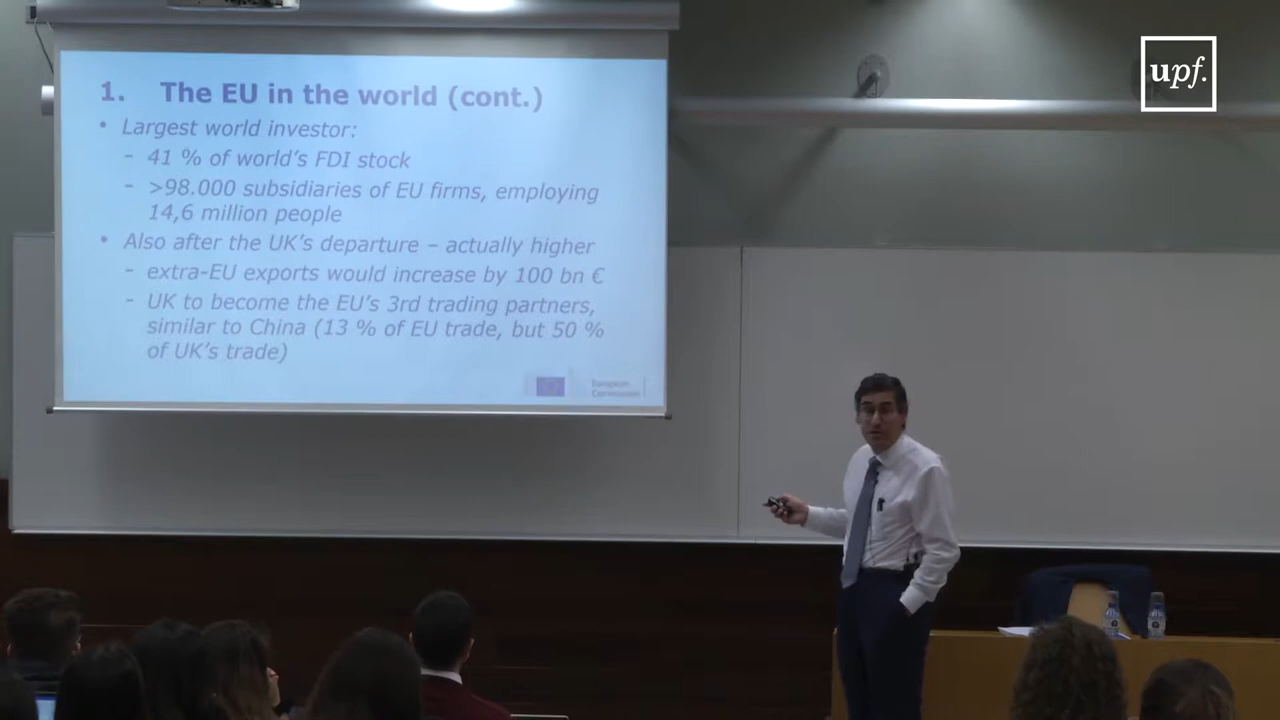 upf.
1. The EU in the world (cont.)
• Largest world investor:
- 41 % of world's FDI stock
- >98.000 subsidiaries of EU firms, employing
14,6 million people
• Also after the UK's departure – actually higher
- extra-EU exports would increase by 100 bn €
- UK to become the EU's 3rd trading partners,
similar to China (13 % of EU trade, but 50 %
of UK's trade)
European
Commission